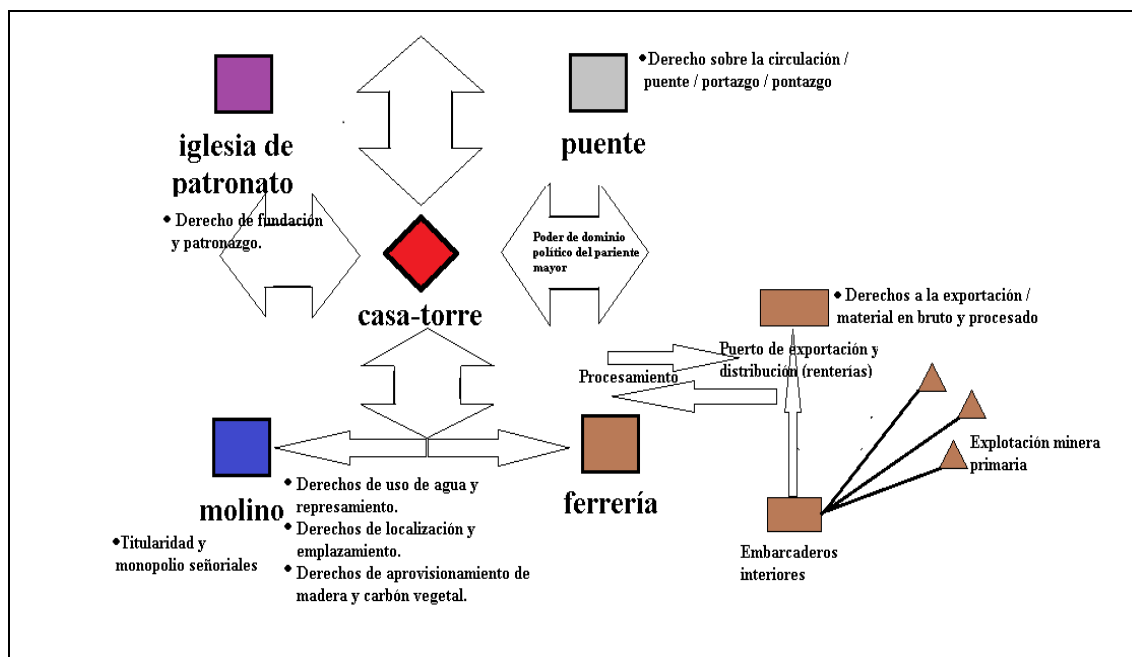 iglesia de
patronato
• Derecho de fundación
y patronazgo.
• Derecho sobre la circulación /
puente / portazgo / pontazgo
puente
Poder de dominio
político del pariente
mayor
casa-torre
• Derechos a la exportación /
material en bruto y procesado
Puerto de exportación y
distribución (renterías)
Procesamiento
Explotación minera
primaria
molino
• Titularidad y
monopolio señoriales
• Derechos de uso de agua y
represamiento.
• Derechos de localización y
emplazamiento.
• Derechos de aprovisionamiento de
madera y carbón vegetal.
ferrería
Embarcaderos
interiores